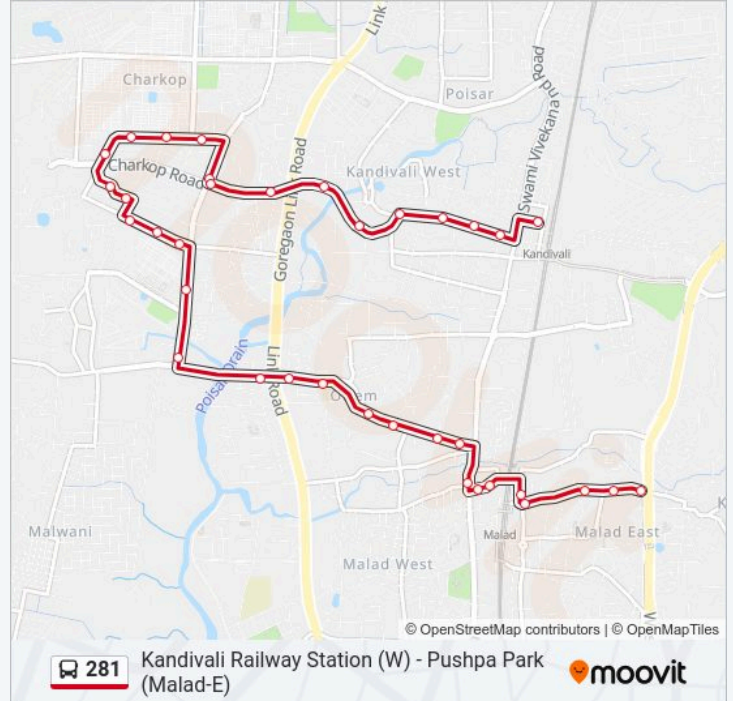 Link
Charkop
Poisar
Swami Vivekanand Road
Goregaon Link Road
Kandivali West
Charkop Road
Kandivali
Poisar Drain
Link Road
Orlem
Malwani
Malad
Malad East
K
Malad West
W
© OpenStreetMap contributors | © OpenMapTiles
281
Kandivali Railway Station (W) - Pushpa Park
(Malad-E)
moovit